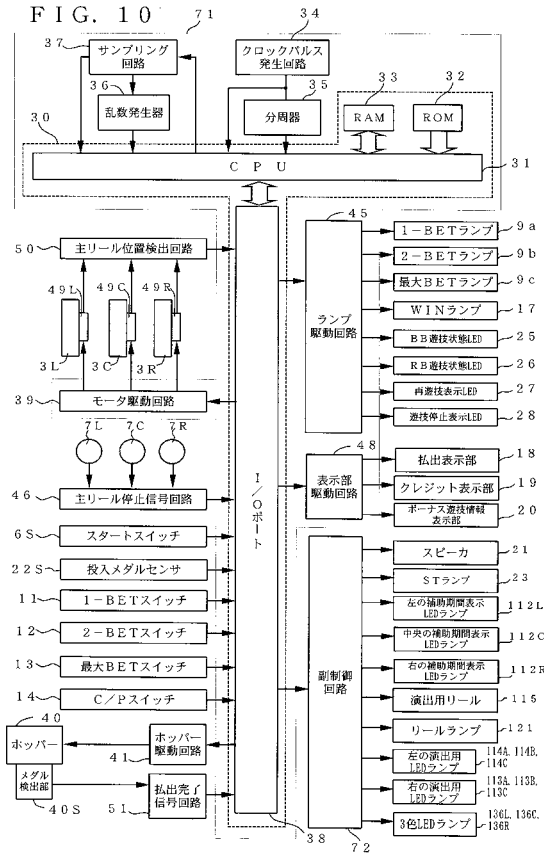 FIG. 10
71
34
37
サンプリング
回路
クロックパルス
発生回路
36
35
33
32
乱数発生器
分周器
RAM
ROM
30
CPU
31
45
50
主リール位置検出回路
49L
49C
49R
3L
3C
3R
39
モータ駆動回路
7L
7C
7R
46
主リール停止信号回路
6S
スタートスイッチ
22S
投入メダルセンサ
11
1-BETスイッチ
12
2-BETスイッチ
13
最大BETスイッチ
14
C/Pスイッチ
40
ホッパー
メダル
検出部
40S
ホッパー
駆動回路
41
払出完了
信号回路
51
I/Oポート
38
ランプ
駆動回路
1-BETランプ
9a
2-BETランプ
9b
最大BETランプ
9c
WINランプ
17
BB遊技状態LED
25
RB遊技状態LED
26
再遊技表示LED
27
遊技停止表示LED
28
48
表示部
駆動回路
払出表示部
18
クレジット表示部
19
ボーナス遊技情報
表示部
20
副制御
回路
72
スピーカ
21
STランプ
23
左の補助期間表示
LEDランプ
112L
中央の補助期間表示
LEDランプ
112C
右の補助期間表示
LEDランプ
112R
演出用リール
115
リールランプ
121
左の演出用
LEDランプ
114A, 114B,
114C
右の演出用
LEDランプ
113A, 113B,
113C
3色LEDランプ
136L, 136C,
136R